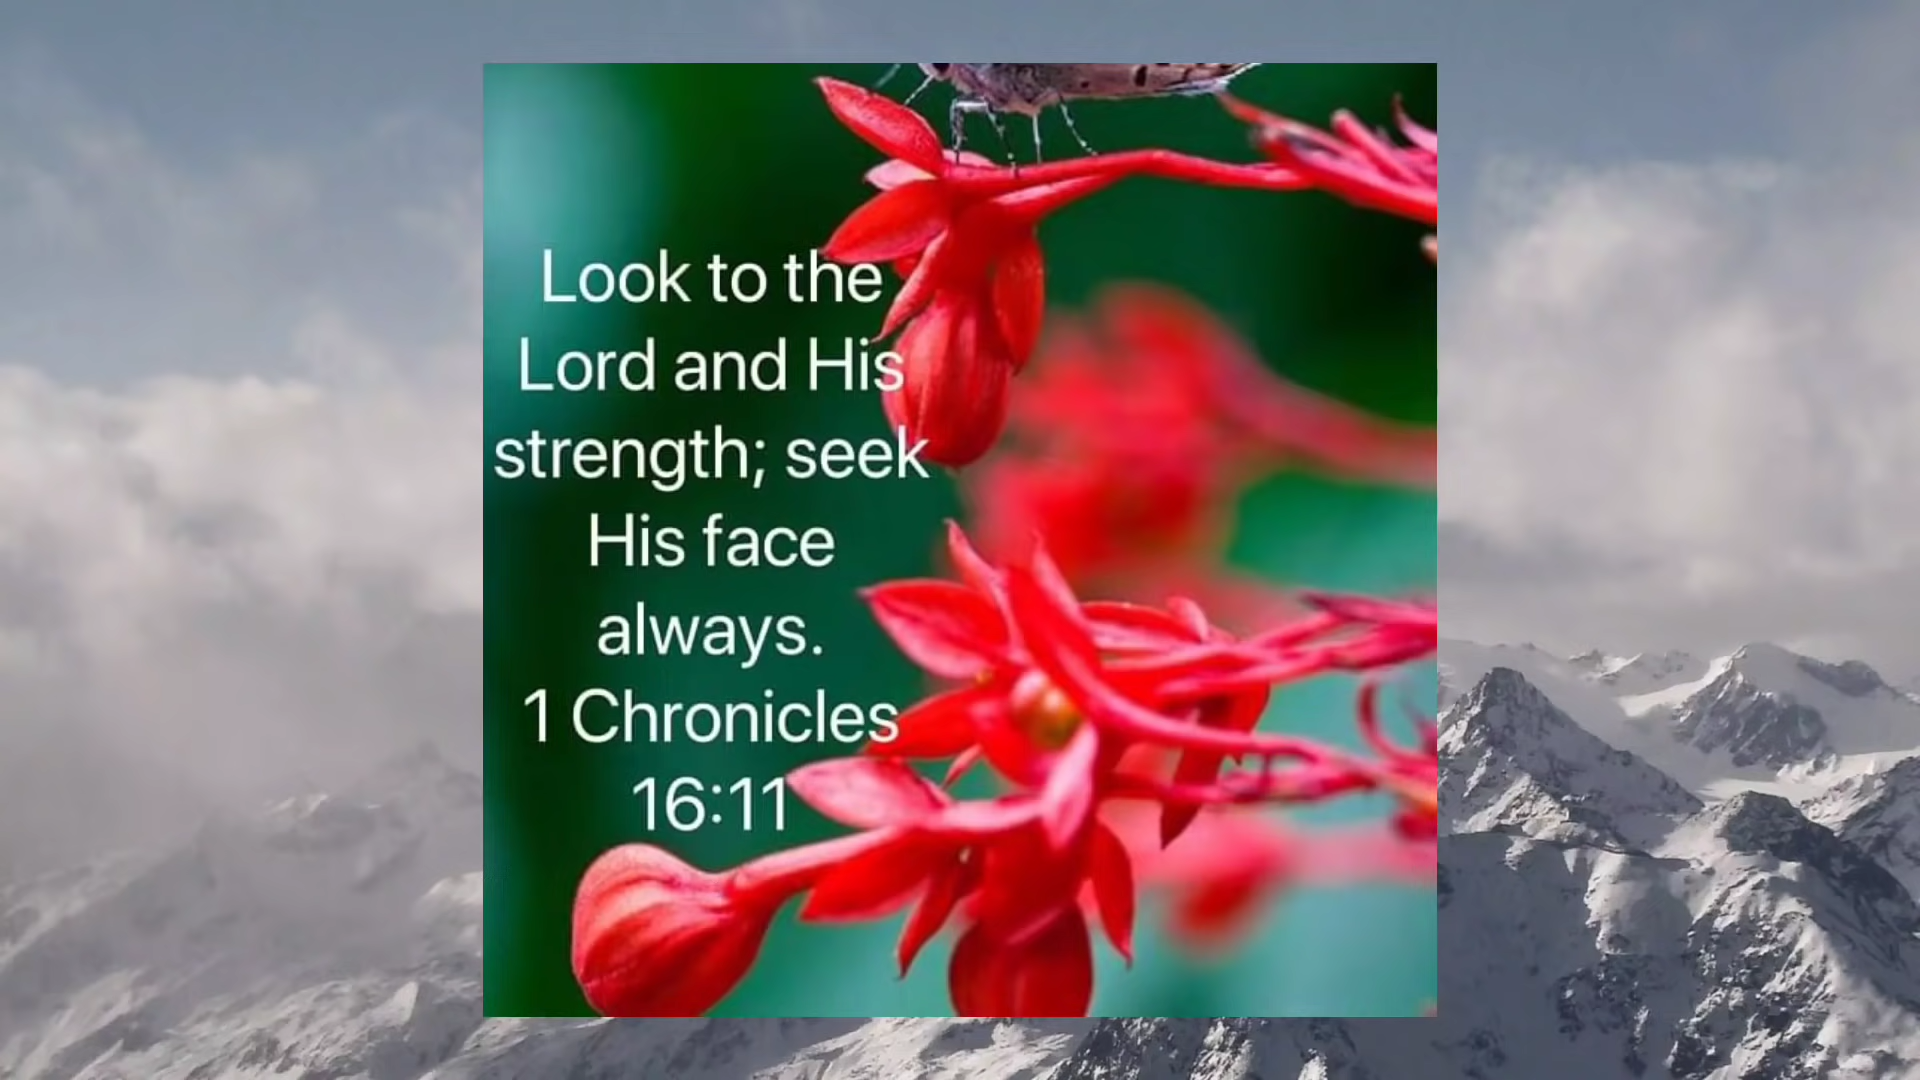 Look to the
Lord and His
strength; seek
His face
always.
1 Chronicles
16:11